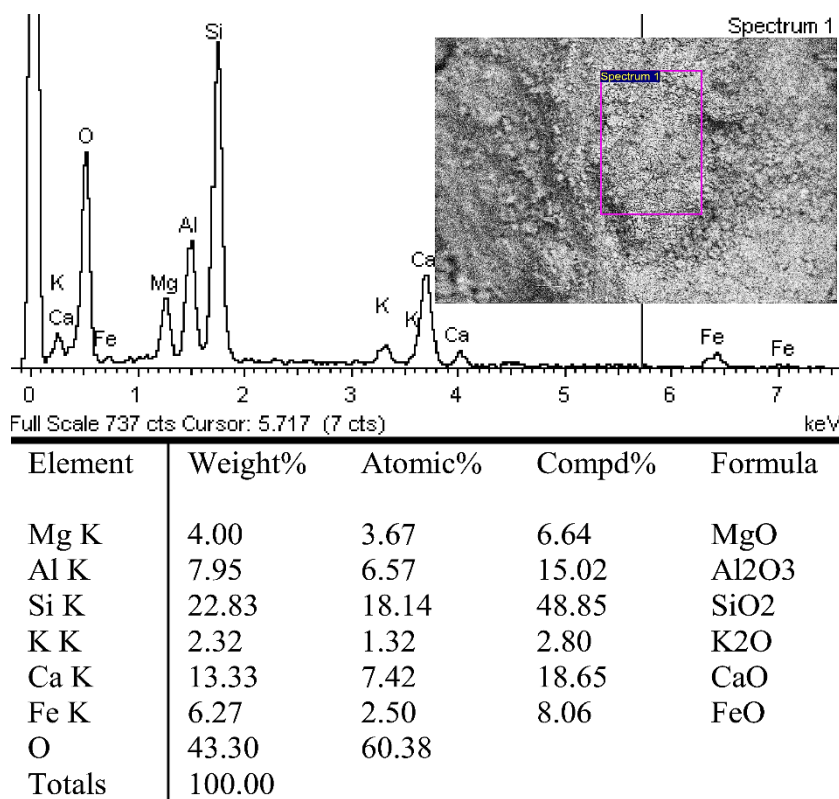 Spectrum 1
Spectrum 1
Si
O
Al
Mg
K
Ca
Fe
K
K
Ca
Ca
Fe
Fe
0 1 2 3 4 5 6 7
Full Scale 737 cts Cursor: 5.717 (7 cts) keV
Element Weight% Atomic% Compd% Formula
Mg K 4.00 3.67 6.64 MgO
Al K 7.95 6.57 15.02 Al2O3
Si K 22.83 18.14 48.85 SiO2
K K 2.32 1.32 2.80 K2O
Ca K 13.33 7.42 18.65 CaO
Fe K 6.27 2.50 8.06 FeO
O 43.30 60.38
Totals 100.00